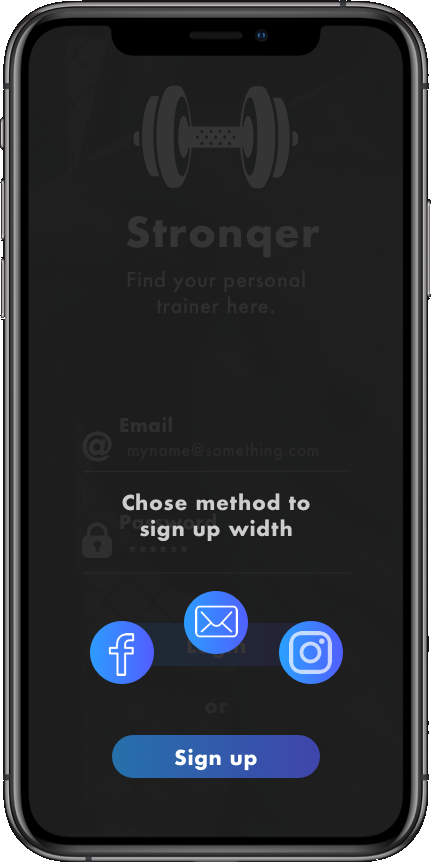 Stronqer
Find your personal
trainer here.
Email
@ myname@something.com
Chose method to
Password
sign up width
******
Login
or
Sign up